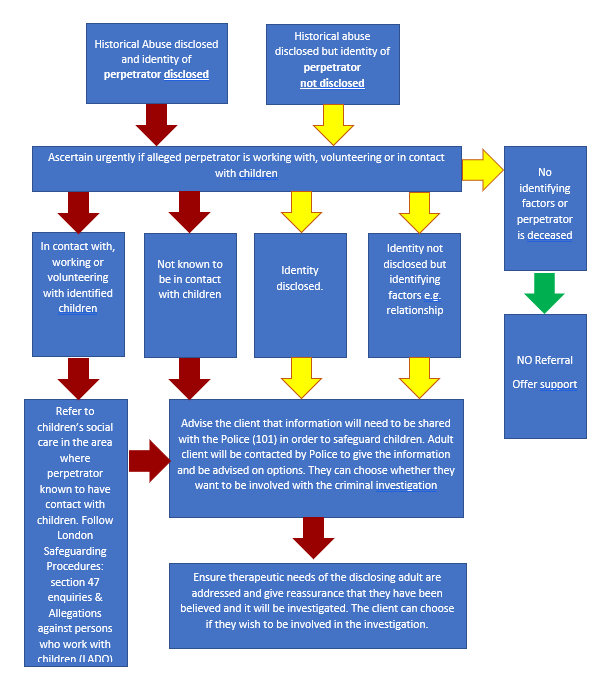 Historical Abuse disclosed
and identity of
perpetrator disclosed
Historical abuse
disclosed but identity of
perpetrator
not disclosed
Ascertain urgently if alleged perpetrator is working with, volunteering or in contact
with children
No
identifying
factors or
perpetrator
is deceased
In contact with,
working or
volunteering
with identified
children
Not known to
be in contact
with children
Identity
disclosed.
Identity not
disclosed but
identifying
factors e.g.
relationship
NO Referral
Offer support
Refer to
children’s social
care in the area
where
perpetrator
known to have
contact with
children. Follow
London
Safeguarding
Procedures:
section 47
enquiries &
Allegations
against persons
who work with
children (LADO)
Advise the client that information will need to be shared
with the Police (101) in order to safeguard children. Adult
client will be contacted by Police to give the information
and be advised on options. They can choose whether they
want to be involved with the criminal investigation
Ensure therapeutic needs of the disclosing adult are
addressed and give reassurance that they have been
believed and it will be investigated. The client can choose
if they wish to be involved in the investigation.